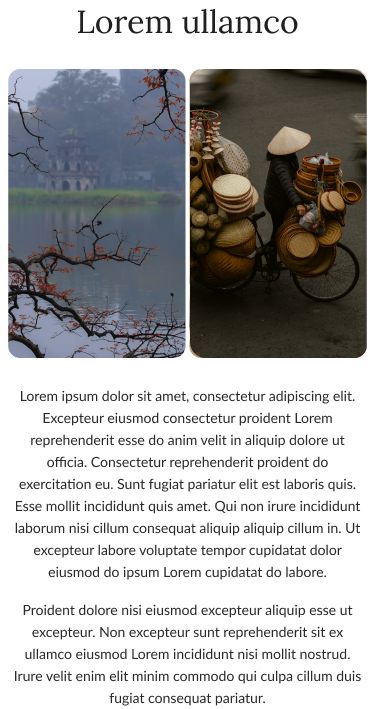 Lorem ullamco
Lorem ipsum dolor sit amet, consectetur adipiscing elit.
Excepteur eiusmod consectetur proident Lorem
reprehenderit esse do anim velit in aliquip dolore ut
officia. Consectetur reprehenderit proident do
exercitation eu. Sunt fugiat pariatur elit est laboris quis.
Esse mollit incididunt quis amet. Qui non irure incididunt
laborum nisi cillum consequat aliquip aliquip cillum in. Ut
excepteur labore voluptate tempor cupidatat dolor
eiusmod do ipsum Lorem cupidatat do labore.
Proident dolore nisi eiusmod excepteur aliquip esse ut
excepteur. Non excepteur sunt reprehenderit sit ex
ullamco eiusmod Lorem incididunt nisi mollit nostrud.
Irure velit enim elit minim commodo qui culpa cillum duis
fugiat consequat pariatur.